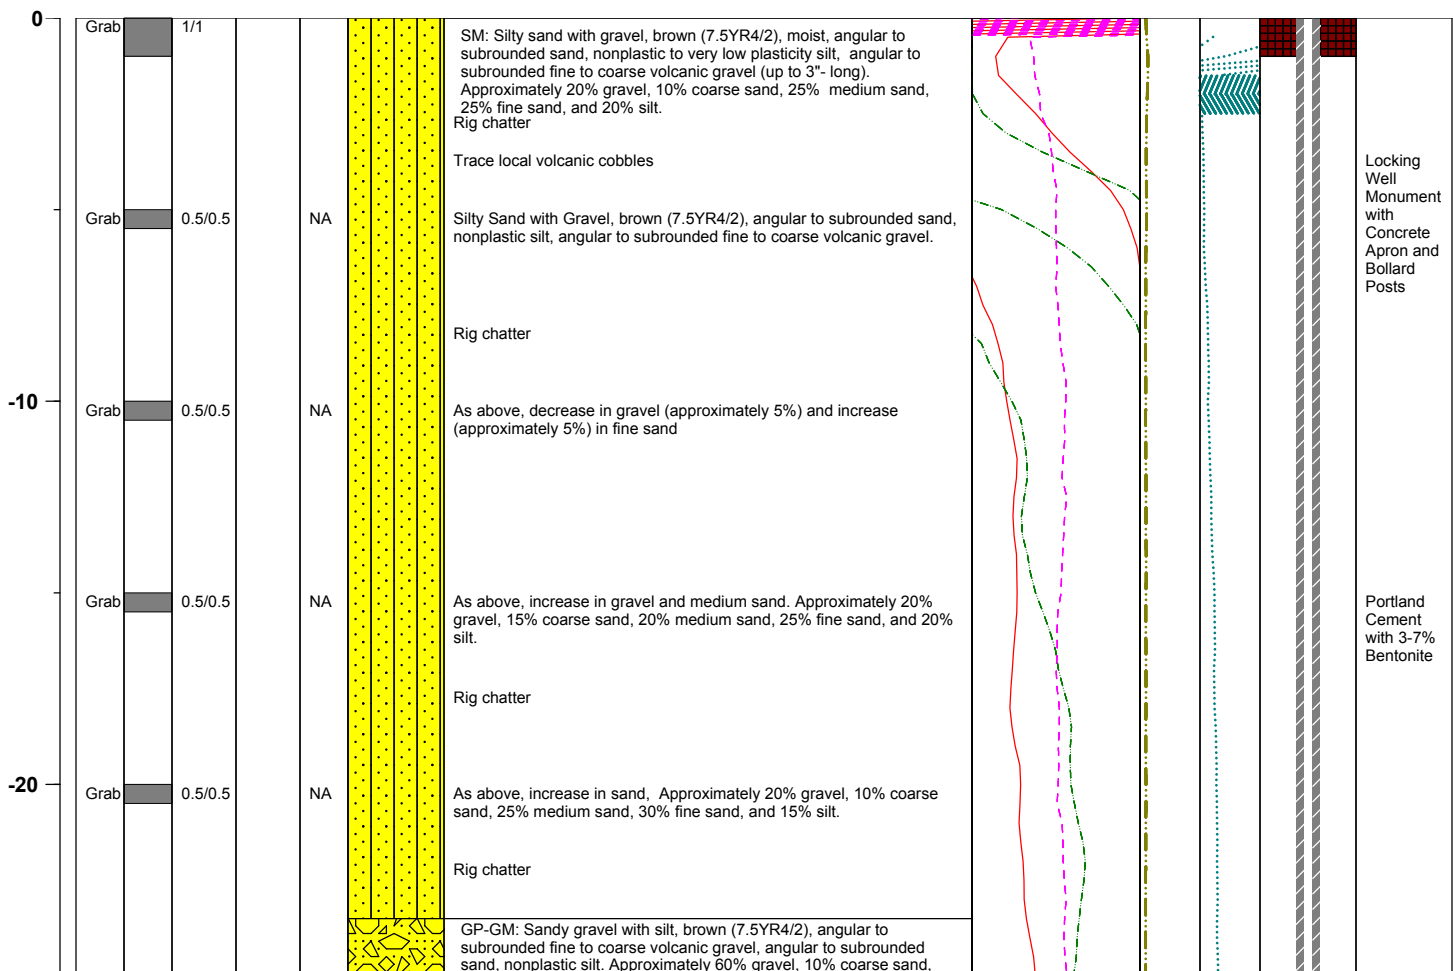 0
Grab
1/1
SM: Silty sand with gravel, brown (7.5YR4/2), moist, angular to
subrounded sand, nonplastic to very low plasticity silt, angular to
subrounded fine to coarse volcanic gravel (up to 3"- long).
Approximately 20% gravel, 10% coarse sand, 25% medium sand,
25% fine sand, and 20% silt.
Rig chatter
Trace local volcanic cobbles
Locking
Well
Monument
with
Concrete
Apron and
Bollard
Posts
Grab
0.5/0.5
NA
Silty Sand with Gravel, brown (7.5YR4/2), angular to subrounded sand,
nonplastic silt, angular to subrounded fine to coarse volcanic gravel.
Rig chatter
-10
Grab
0.5/0.5
NA
As above, decrease in gravel (approximately 5%) and increase
(approximately 5%) in fine sand
Grab
0.5/0.5
NA
As above, increase in gravel and medium sand. Approximately 20%
gravel, 15% coarse sand, 20% medium sand, 25% fine sand, and 20%
silt.
Portland
Cement
with 3-7%
Bentonite
Rig chatter
-20
Grab
0.5/0.5
NA
As above, increase in sand, Approximately 20% gravel, 10% coarse
sand, 25% medium sand, 30% fine sand, and 15% silt.
Rig chatter
GP-GM: Sandy gravel with silt, brown (7.5YR4/2), angular to
subrounded fine to coarse volcanic gravel, angular to subrounded
sand, nonplastic silt. Approximately 60% gravel, 10% coarse sand,